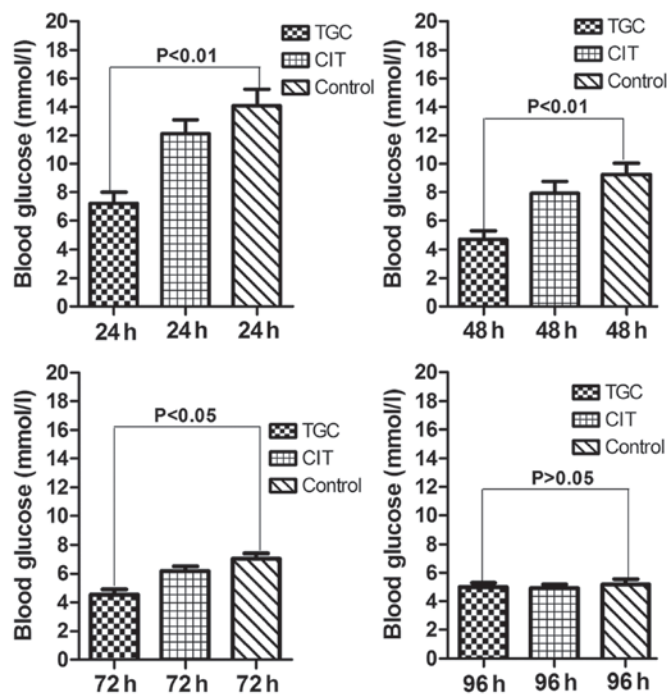 Blood glucose (mmol/l)
20
18
16
14
12
10
8
6
4
2
0
P<0.01
TGC
CIT
Control
24 h 24 h 24 h
Blood glucose (mmol/l)
20
18
16
14
12
10
8
6
4
2
0
P<0.01
TGC
CIT
Control
48 h 48 h 48 h
Blood glucose (mmol/l)
20
18
16
14
12
10
8
6
4
2
0
P<0.05
TGC
CIT
Control
72 h 72 h 72 h
Blood glucose (mmol/l)
20
18
16
14
12
10
8
6
4
2
0
P>0.05
TGC
CIT
Control
96 h 96 h 96 h